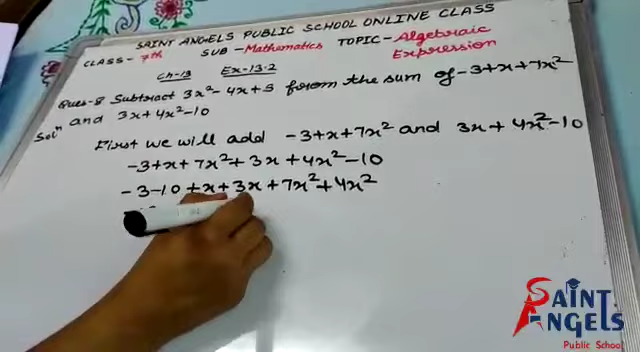 SAINT ANGELS PUBLIC SCHOOL ONLINE CLASS
CLASS- 7th SUB-Mathematics TOPIC-Algebraic Expression
Ch-13 Ex-13.2
Ques-8 Subtract 3x²-4x+5 from the sum of -3+x+7x²
and 3x+4x²-10
Solⁿ First we will add -3+x+7x² and 3x+4x²-10
-3+x+7x²+3x+4x²-10
-3-10+x+3x+7x²+4x²
SAINT ANGELS
Public School